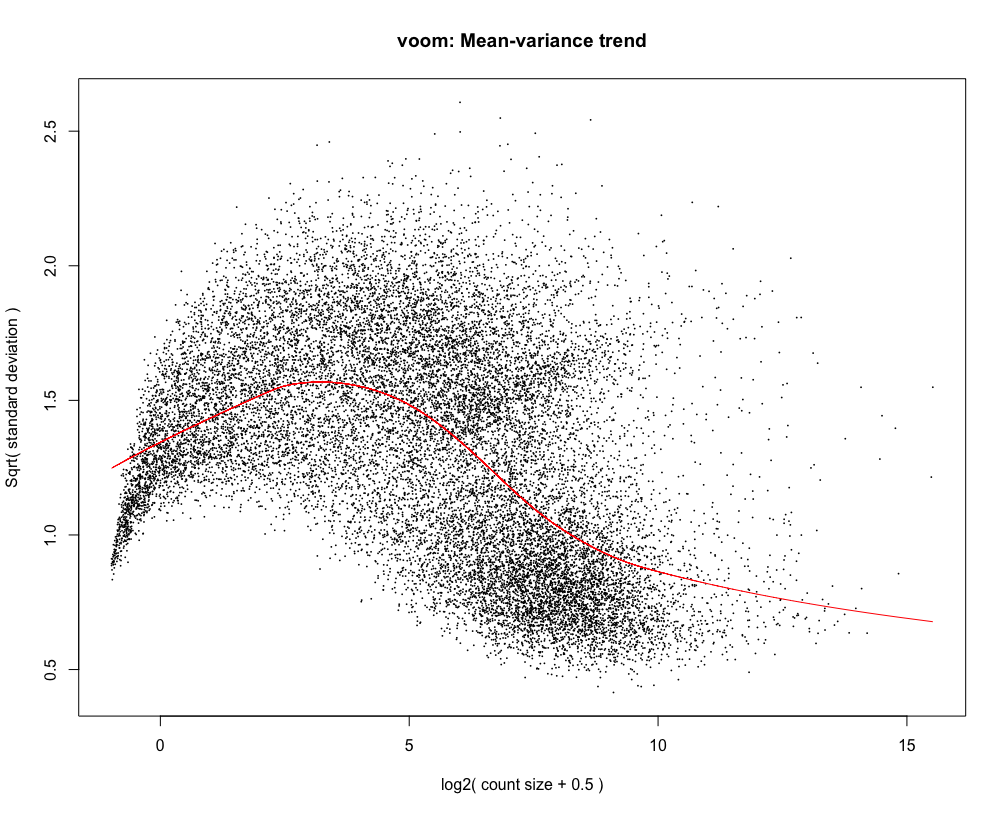 voom: Mean-variance trend
Sqrt( standard deviation )
2.5
2.0
1.5
1.0
0.5
0 5 10 15
log2( count size + 0.5 )